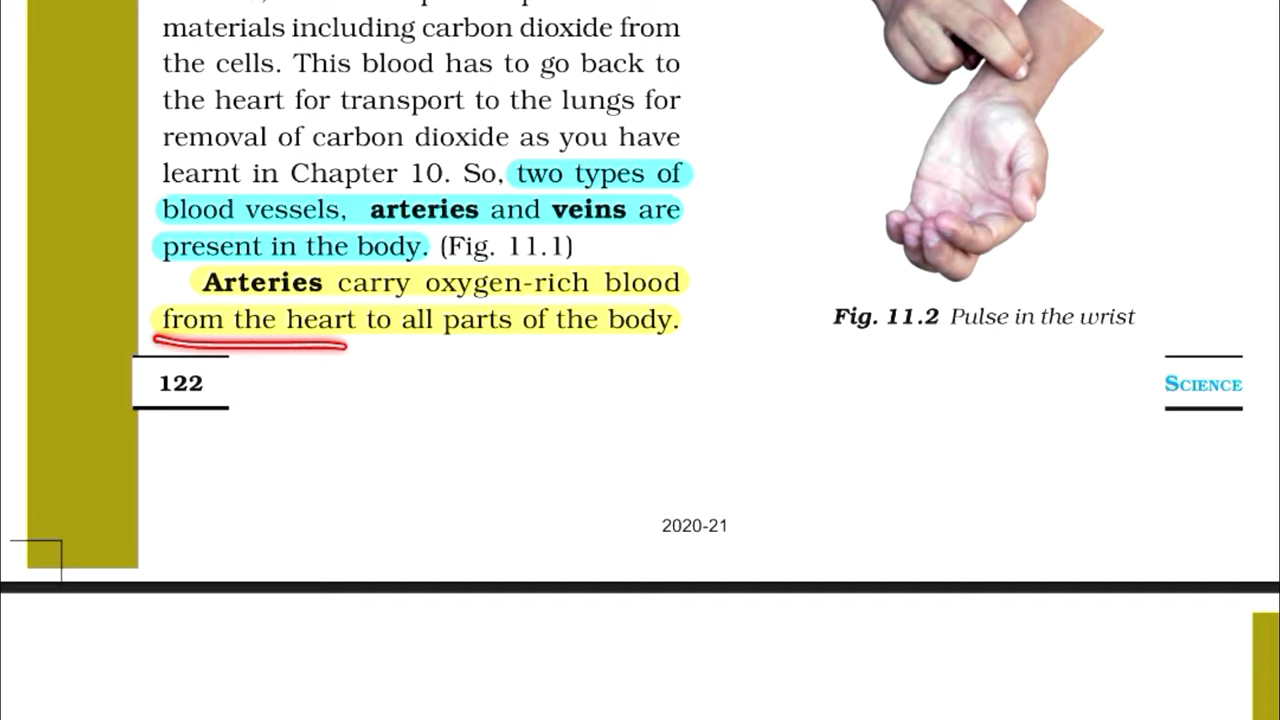 materials including carbon dioxide from
the cells. This blood has to go back to
the heart for transport to the lungs for
removal of carbon dioxide as you have
learnt in Chapter 10. So, two types of
blood vessels, arteries and veins are
present in the body. (Fig. 11.1)
Arteries carry oxygen-rich blood
from the heart to all parts of the body.
Fig. 11.2 Pulse in the wrist
122
SCIENCE
2020-21